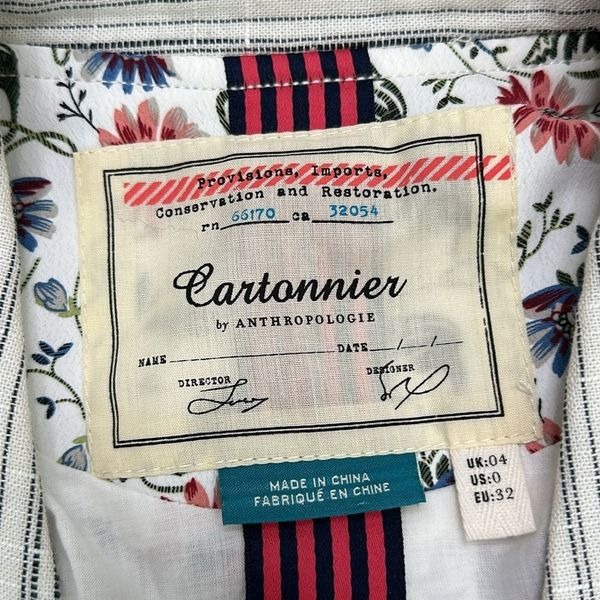 Provisions, Imports,
Conservation and Restoration.
rn 66170 ca 32054
Cartonnier
by ANTHROPOLOGIE
NAME DATE / /
DIRECTOR DESIGNER
MADE IN CHINA
FABRIQUÉ EN CHINE
UK:04
US:0
EU:32